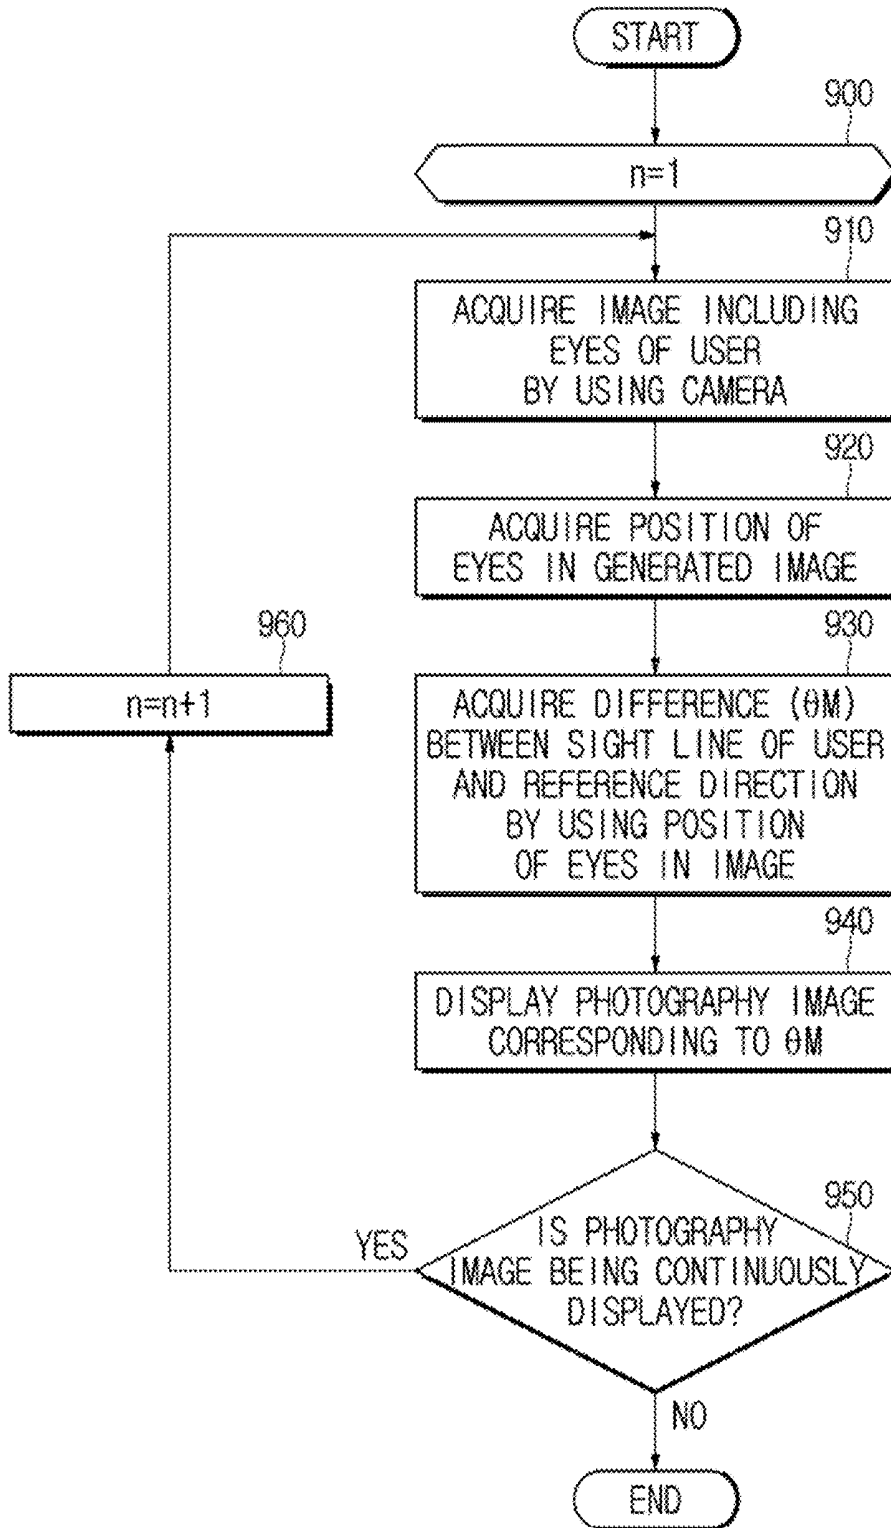 START
900
n=1
910
ACQUIRE IMAGE INCLUDING
EYES OF USER
BY USING CAMERA
920
ACQUIRE POSITION OF
EYES IN GENERATED IMAGE
930
ACQUIRE DIFFERENCE (θM)
BETWEEN SIGHT LINE OF USER
AND REFERENCE DIRECTION
BY USING POSITION
OF EYES IN IMAGE
960
n=n+1
940
DISPLAY PHOTOGRAPHY IMAGE
CORRESPONDING TO θM
950
IS PHOTOGRAPHY
IMAGE BEING CONTINUOUSLY
DISPLAYED?
YES
NO
END